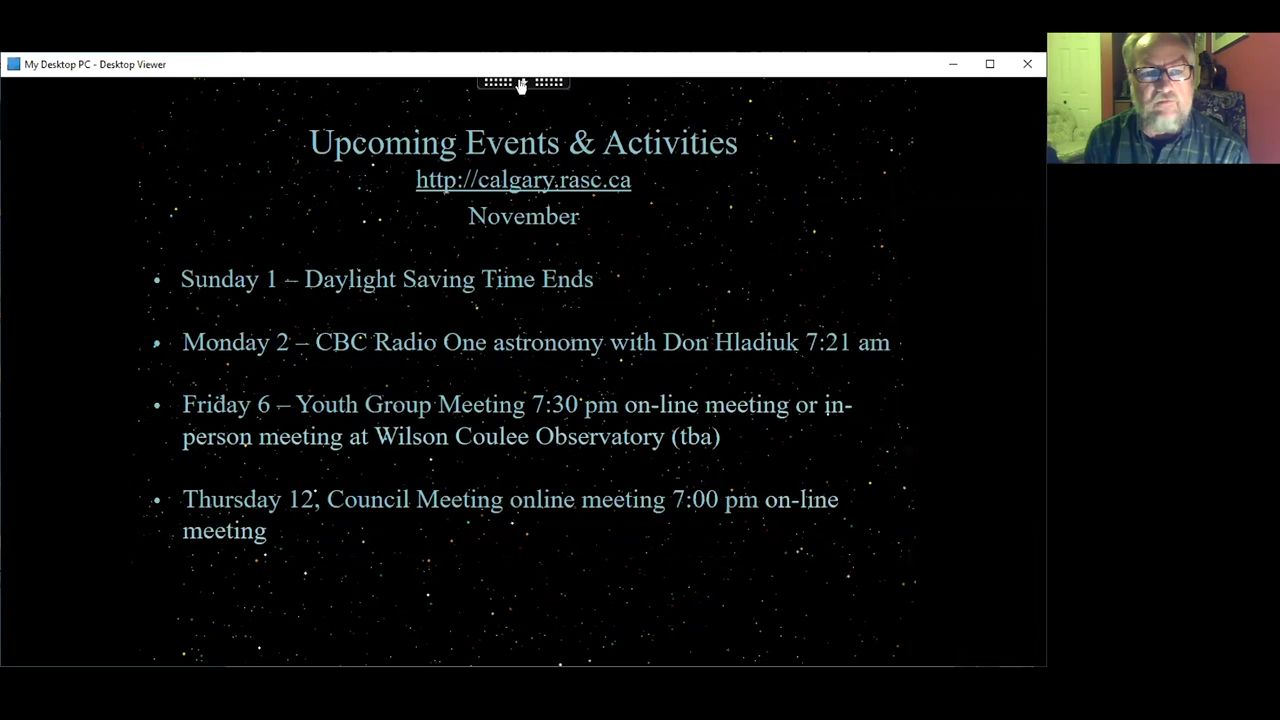 My Desktop PC - Desktop Viewer
Upcoming Events & Activities
http://calgary.rasc.ca
November
• Sunday 1 – Daylight Saving Time Ends
• Monday 2 – CBC Radio One astronomy with Don Hladiuk 7:21 am
• Friday 6 – Youth Group Meeting 7:30 pm on-line meeting or in-
person meeting at Wilson Coulee Observatory (tba)
• Thursday 12, Council Meeting online meeting 7:00 pm on-line
meeting